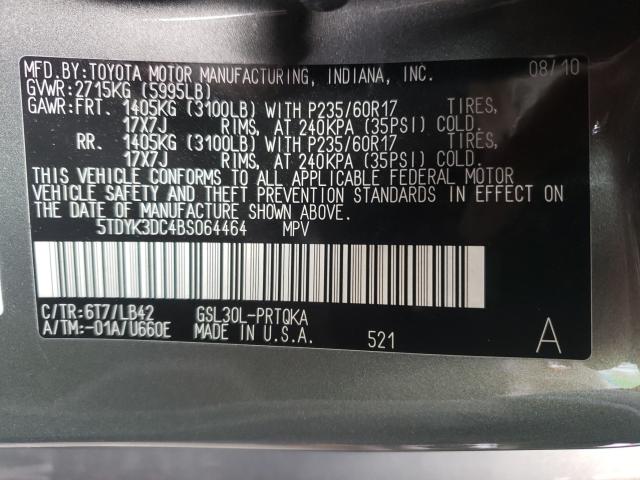 MFD.BY:TOYOTA MOTOR MANUFACTURING, INDIANA, INC. 08/10
GVWR:2715KG (5995LB)
GAWR:FRT. 1405KG (3100LB) WITH P235/60R17 TIRES,
17X7J RIMS, AT 240KPA (35PSI) COLD.
RR. 1405KG (3100LB) WITH P235/60R17 TIRES,
17X7J RIMS, AT 240KPA (35PSI) COLD.
THIS VEHICLE CONFORMS TO ALL APPLICABLE FEDERAL MOTOR
VEHICLE SAFETY AND THEFT PREVENTION STANDARDS IN EFFECT ON
THE DATE OF MANUFACTURE SHOWN ABOVE.
5TDYK3DC4BS064464 MPV
C/TR:6T7/LB42 GSL30L-PRTQKA
A/TM:-01A/U660E MADE IN U.S.A. 521 A